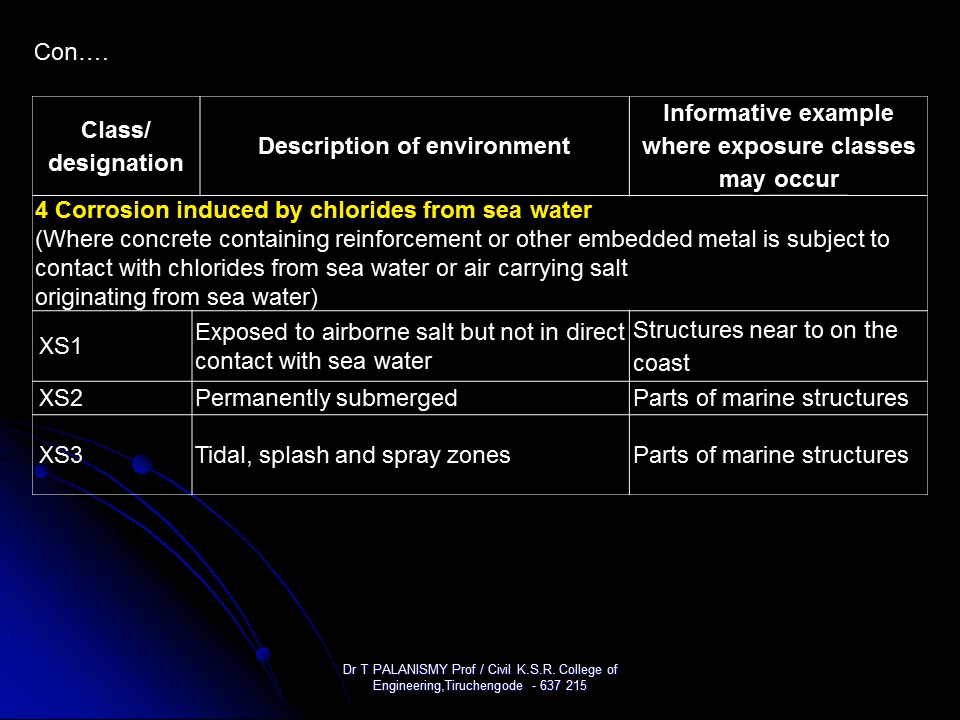 Con….
Class/
designation
Description of environment
Informative example
where exposure classes
may occur
4 Corrosion induced by chlorides from sea water
(Where concrete containing reinforcement or other embedded metal is subject to
contact with chlorides from sea water or air carrying salt
originating from sea water)
XS1
Exposed to airborne salt but not in direct
contact with sea water
Structures near to on the
coast
XS2
Permanently submerged
Parts of marine structures
XS3
Tidal, splash and spray zones
Parts of marine structures
Dr T PALANISMY Prof / Civil K.S.R. College of
Engineering,Tiruchengode - 637 215